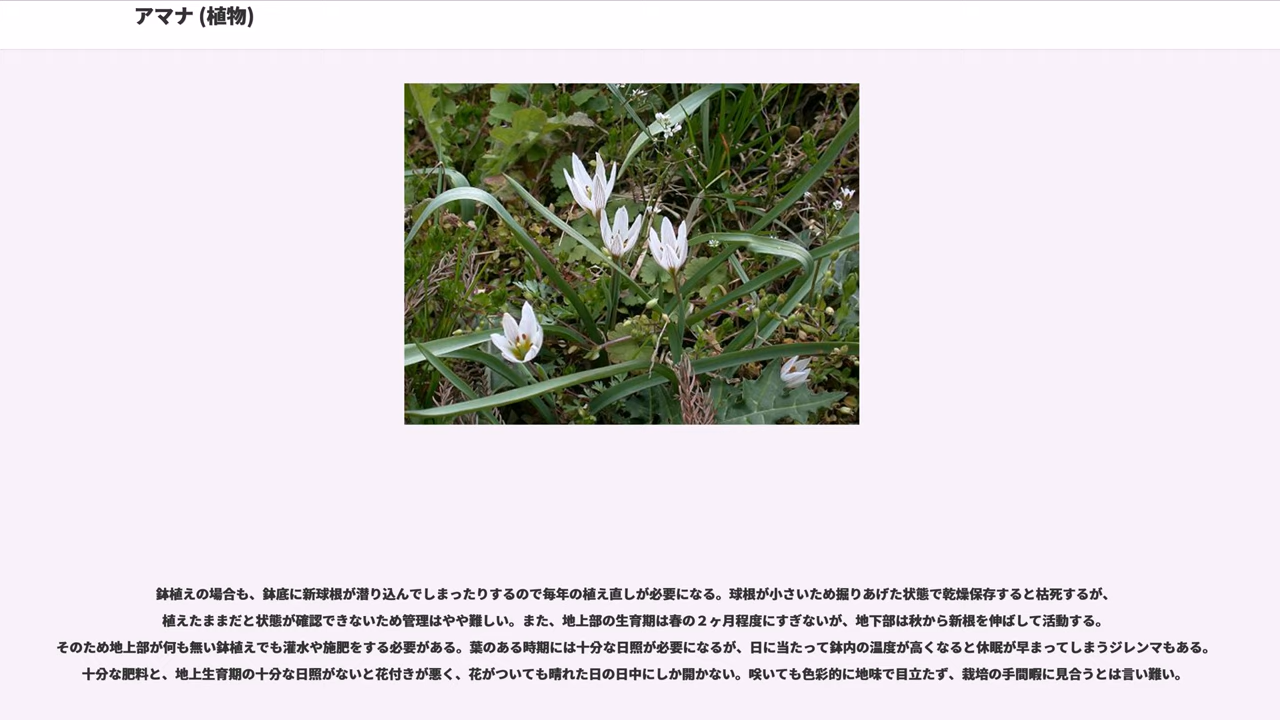 アマナ (植物)
鉢植えの場合も、鉢底に新球根が潜り込んでしまったりするので毎年の植え直しが必要になる。球根が小さいため掘りあげた状態で乾燥保存すると枯死するが、
植えたままだと状態が確認できないため管理はやや難しい。また、地上部の生育期は春の２ヶ月程度にすぎないが、地下部は秋から新根を伸ばして活動する。
そのため地上部が何も無い鉢植えでも灌水や施肥をする必要がある。葉のある時期には十分な日照が必要になるが、日に当たって鉢内の温度が高くなると休眠が早まってしまうジレンマもある。
十分な肥料と、地上生育期の十分な日照がないと花付きが悪く、花がついても晴れた日の日中にしか開かない。咲いても色彩的に地味で目立たず、栽培の手間暇に見合うとは言い難い。